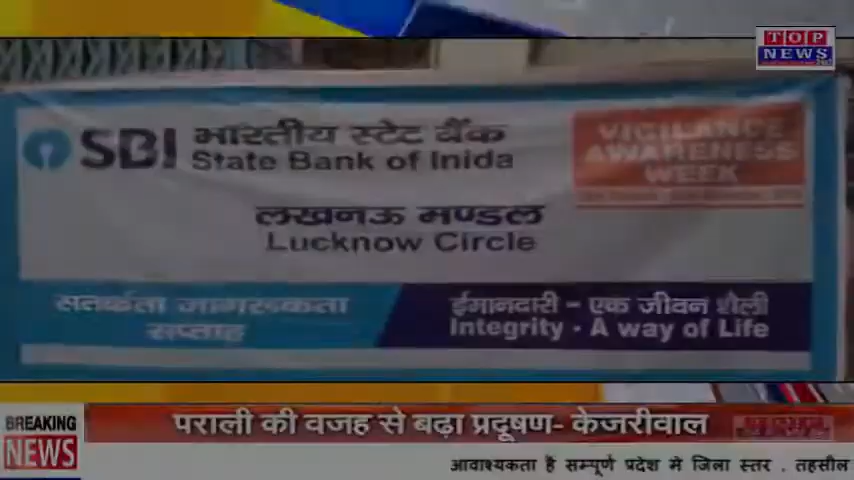 TOP
NEWS
SBI भारतीय स्टेट बैंक
State Bank of Inida
VIGILANCE
AWARENESS
WEEK
लखनऊ मण्डल
Lucknow Circle
सतर्कता जागरूकता
सप्ताह
ईमानदारी - एक जीवन शैली
Integrity - A way of Life
BREAKING
NEWS
पराली की वजह से बढ़ा प्रदूषण- केजरीवाल
आवाश्यकता है सम्पूर्ण प्रदेश मे जिला स्तर . तहसील